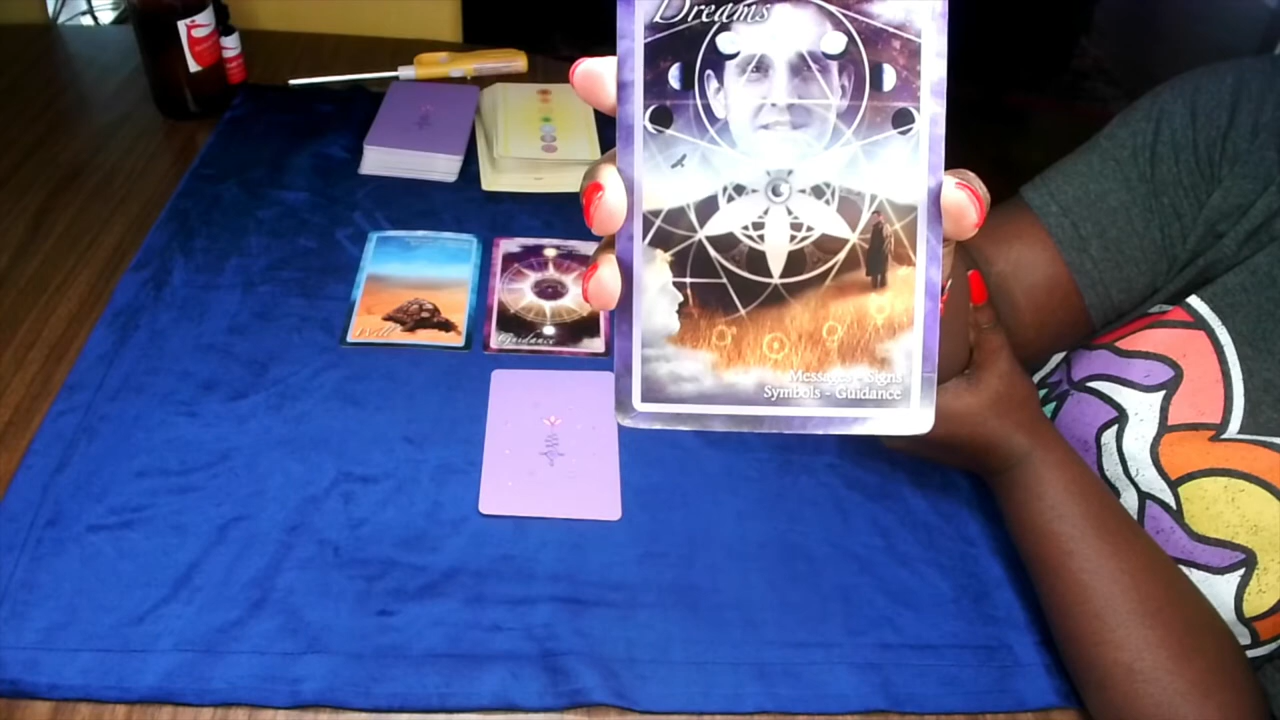 Dreams
Messages - Signs
Symbols - Guidance
Will
Guidance